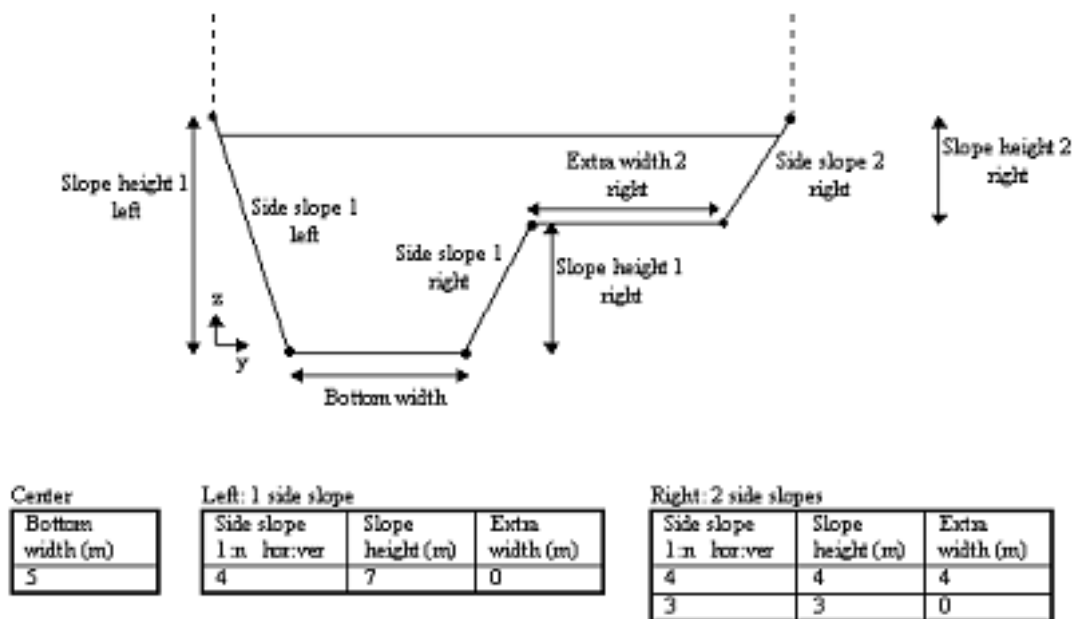 Slope height 1
left
Side slope 1
left
Extra width 2
right
Side slope 2
right
Slope height 2
right
Side slope 1
right
Slope height 1
right
z
y
Bottom width
Center
Bottom
width (m)
5
Left: 1 side slope
Side slope
1:n hor:ver
Slope
height (m)
Extra
width (m)
4 7 0
Right: 2 side slopes
Side slope
1:n hor:ver
Slope
height (m)
Extra
width (m)
4 4 4
3 3 0